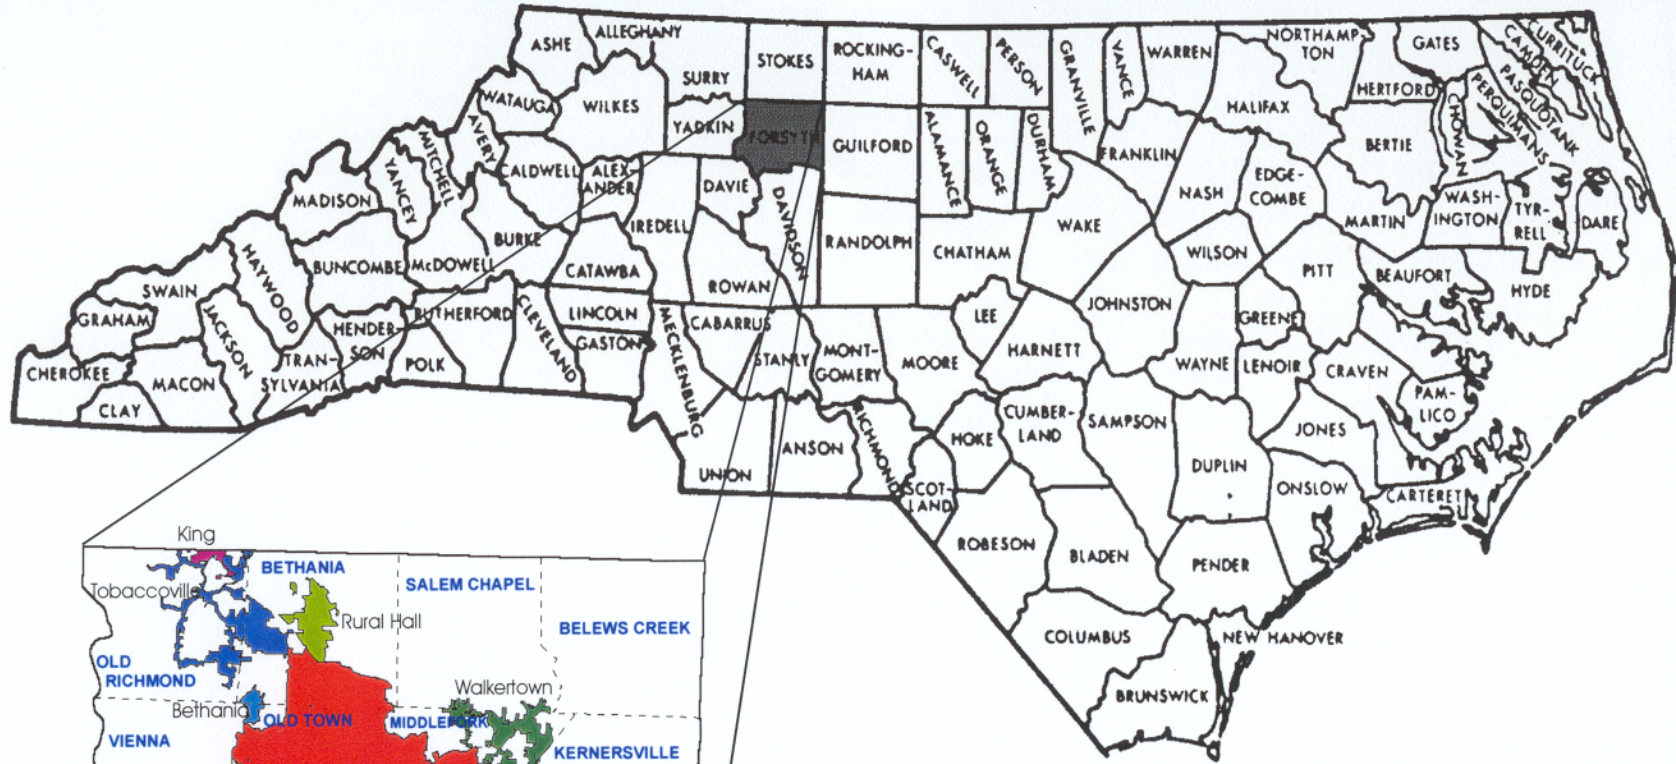 ASHE
ALLEGHANY
SURRY
STOKES
ROCKING-
HAM
CASWELL
PERSON
GRANVILLE
VANCE
WARREN
NORTHAMP
TON
GATES
HERTFORD
CURRITUCK
CAMDEN
PASQUOTANK
PERQUIMANS
CHOWAN
WATAUGA
WILKES
YADKIN
FORSYTH
GUILFORD
ALAMANCE
ORANGE
DURHAM
FRANKLIN
HALIFAX
BERTIE
MITCHELL
AVERY
YANCEY
MADISON
CALDWELL
ALEX-
ANDER
DAVIE
IREDELL
DAVIDSON
RANDOLPH
CHATHAM
WAKE
NASH
EDGE-
COMBE
MARTIN
WASH-
INGTON
TYR-
RELL
DARE
HAYWOOD
BUNCOMBE
McDOWELL
BURKE
CATAWBA
ROWAN
WILSON
PITT
BEAUFORT
HYDE
SWAIN
GRAHAM
JACKSON
HENDER-
SON
RUTHERFORD
CLEVELAND
LINCOLN
GASTON
MECKLENBURG
CABARRUS
STANLY
MONT-
GOMERY
MOORE
LEE
HARNETT
JOHNSTON
GREENE
WAYNE
LENOIR
CRAVEN
PAM-
LICO
CHEROKEE
CLAY
MACON
TRAN-
SYLVANIA
POLK
UNION
ANSON
RICHMOND
SCOT-
LAND
HOKE
CUMBER-
LAND
SAMPSON
DUPLIN
JONES
ONSLOW
CARTERET
ROBESON
BLADEN
PENDER
COLUMBUS
NEW HANOVER
BRUNSWICK
King
BETHANIA
SALEM CHAPEL
Tobaccoville
Rural Hall
BELEWS CREEK
OLD
RICHMOND
Walkertown
Bethania
OLD TOWN
MIDDLEFORK
VIENNA
KERNERSVILLE